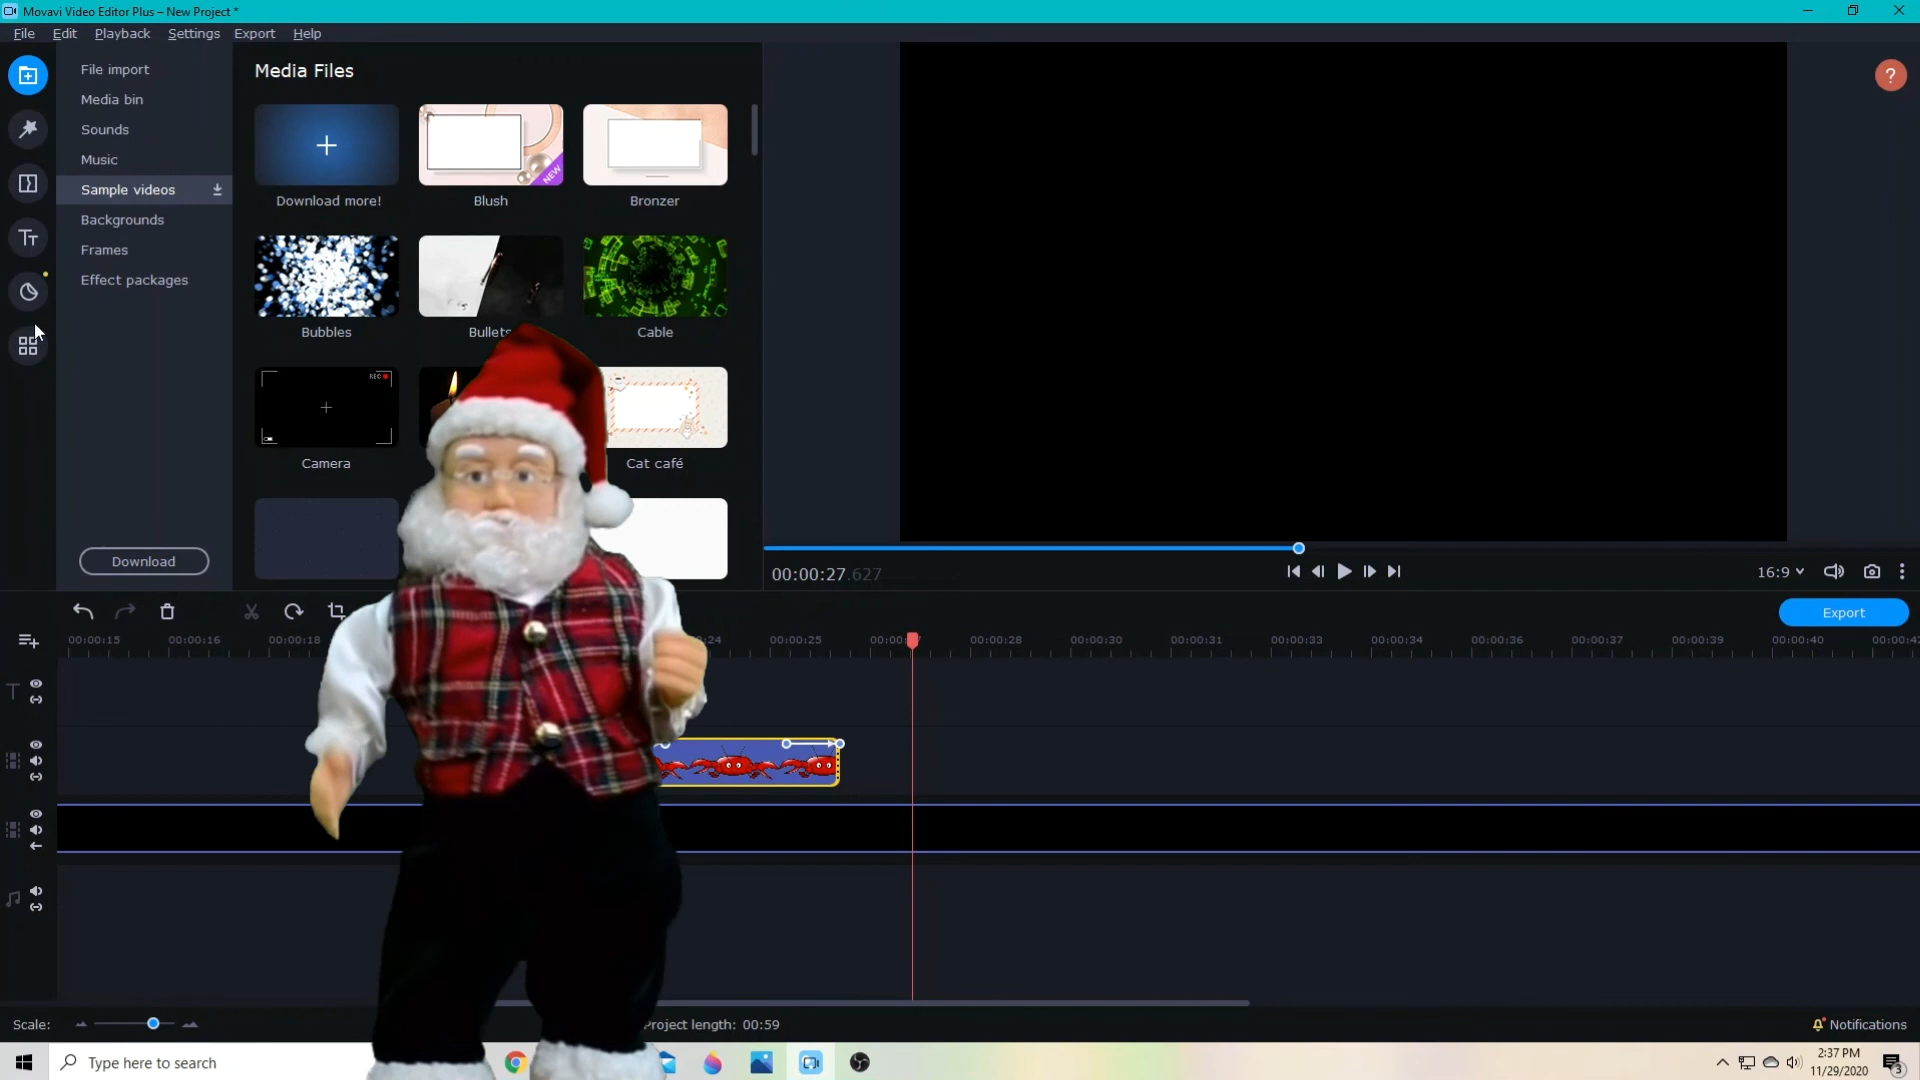 Movavi Video Editor Plus – New Project *
File Edit Playback Settings Export Help
File import
Media bin
Sounds
Music
Sample videos
Backgrounds
Frames
Effect packages
Download
Media Files
Download more!
Blush
NEW
Bronzer
Bubbles
Bullets
Cable
REC
Camera
Cat café
?
00:00:27.627
16:9
Export
00:00:15 00:00:16 00:00:18 :24 00:00:25 00:00: 00:00:28 00:00:30 00:00:31 00:00:33 00:00:34 00:00:36 00:00:37 00:00:39 00:00:40 00:00:42
Scale:
Project length: 00:59
Notifications
Type here to search
2:37 PM
11/29/2020
3